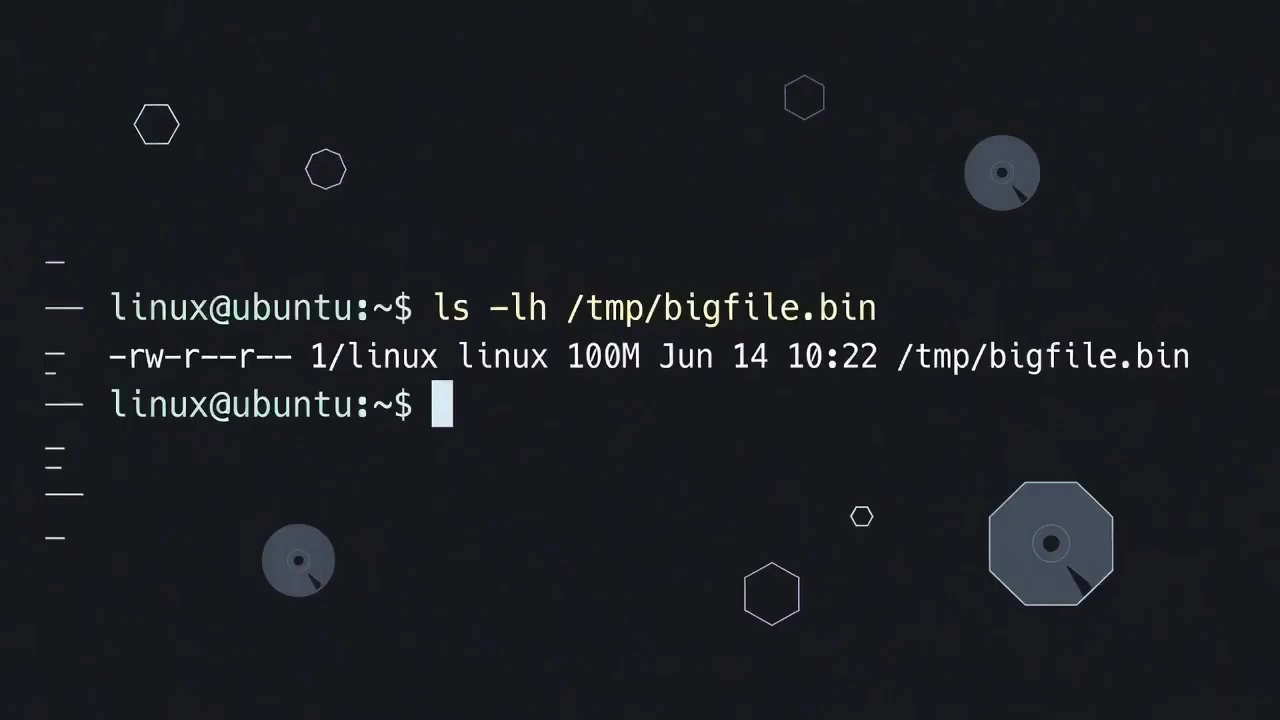 linux@ubuntu:~$ ls -lh /tmp/bigfile.bin
-rw-r--r-- 1/linux linux 100M Jun 14 10:22 /tmp/bigfile.bin
linux@ubuntu:~$